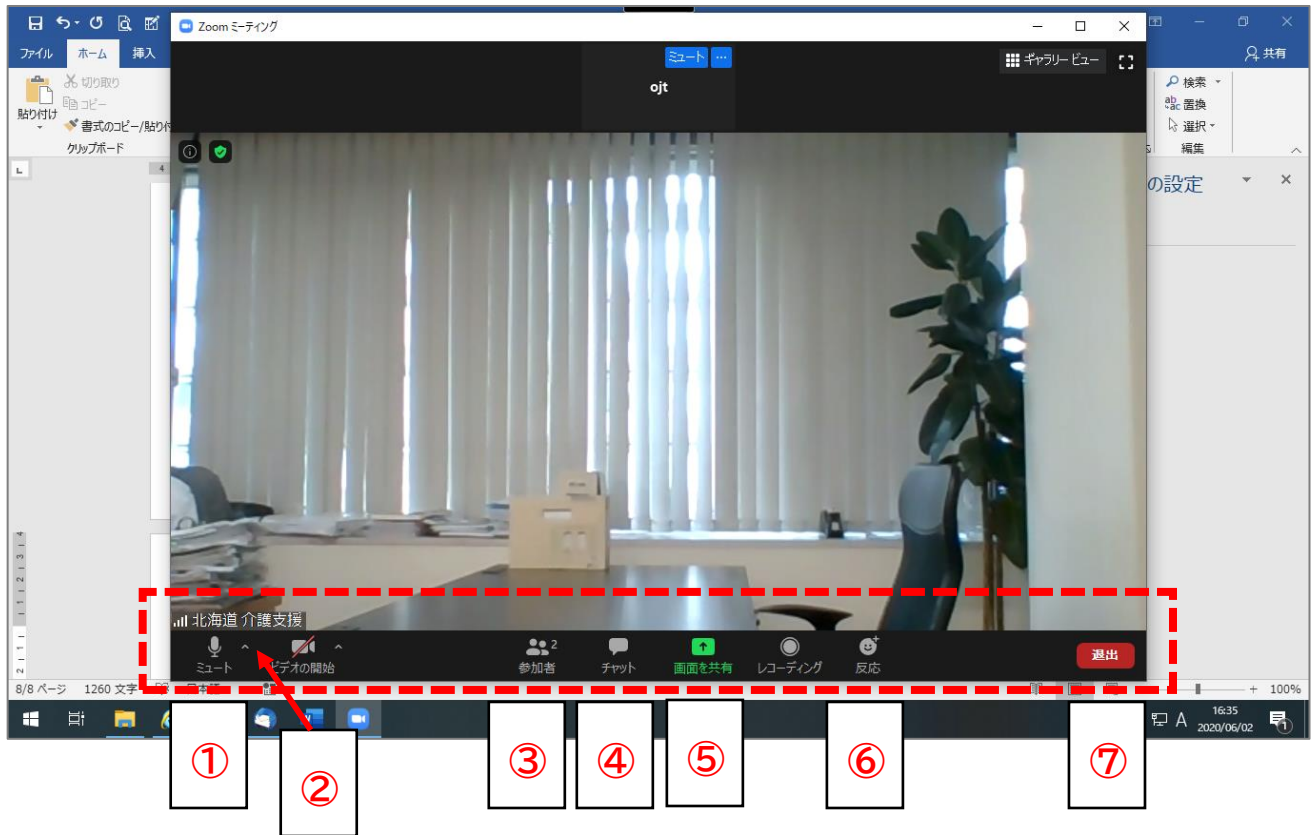 Zoom ミーティング
ファイル ホーム 挿入
共有
切り取り
コピー
貼り付け
書式のコピー/貼り付
クリップボード
検索
置換
選択
編集
の設定
ミュート ...
ojt
ギャラリー ビュー
北海道 介護支援
ミュート
ビデオの開始
2
参加者
チャット
画面を共有
レコーディング
反応
退出
8/8 ページ 1260 文字
100%
A
16:35
2020/06/02
①
②
③
④
⑤
⑥
⑦